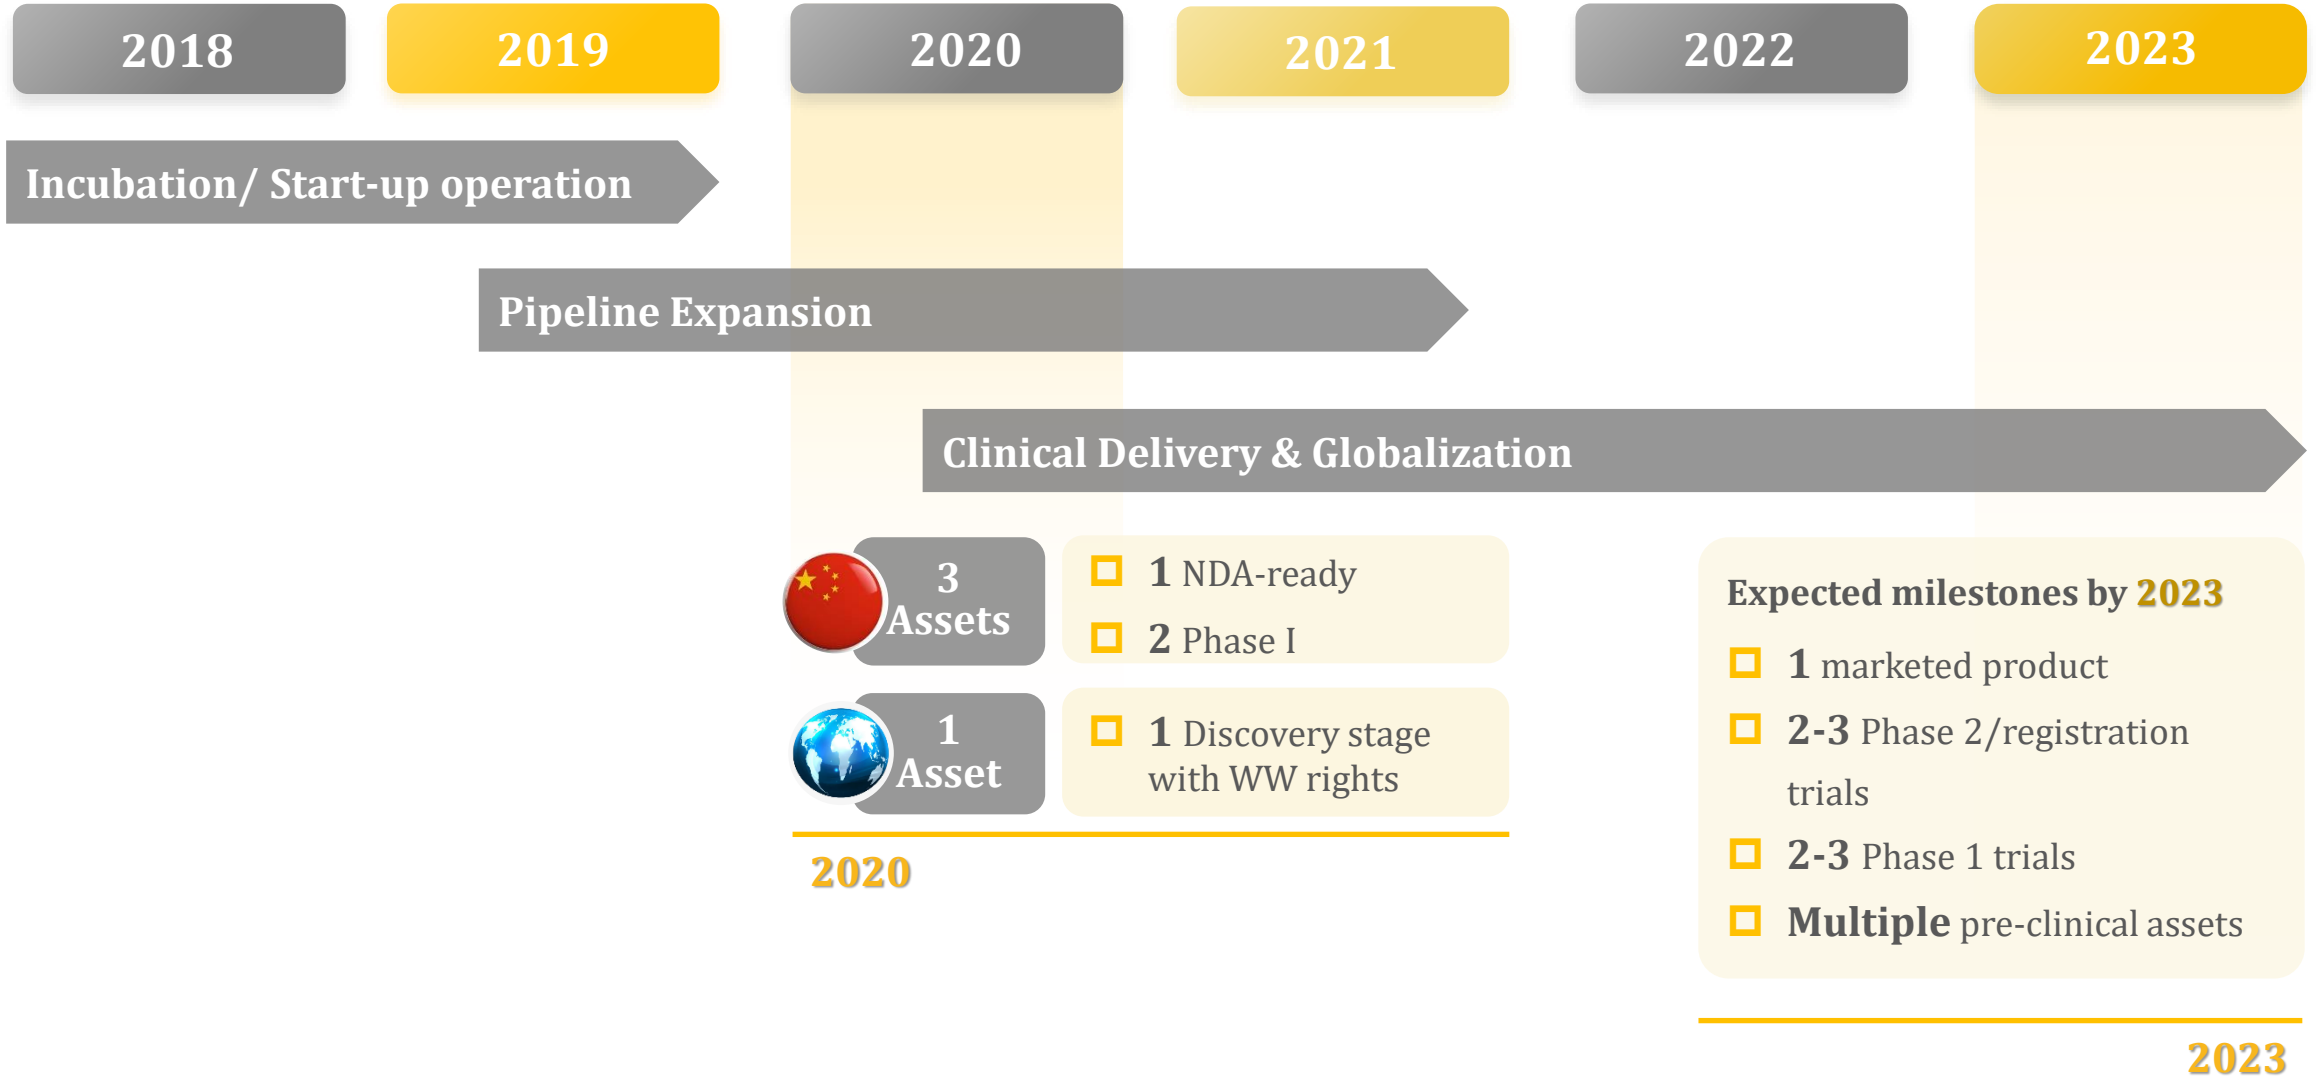 2018
2019
2020
2021
2022
2023
Incubation/ Start-up operation
Pipeline Expansion
Clinical Delivery & Globalization
3
Assets
1 NDA-ready
2 Phase I
1
Asset
1 Discovery stage
with WW rights
2020
Expected milestones by 2023
1 marketed product
2-3 Phase 2/registration
trials
2-3 Phase 1 trials
Multiple pre-clinical assets
2023